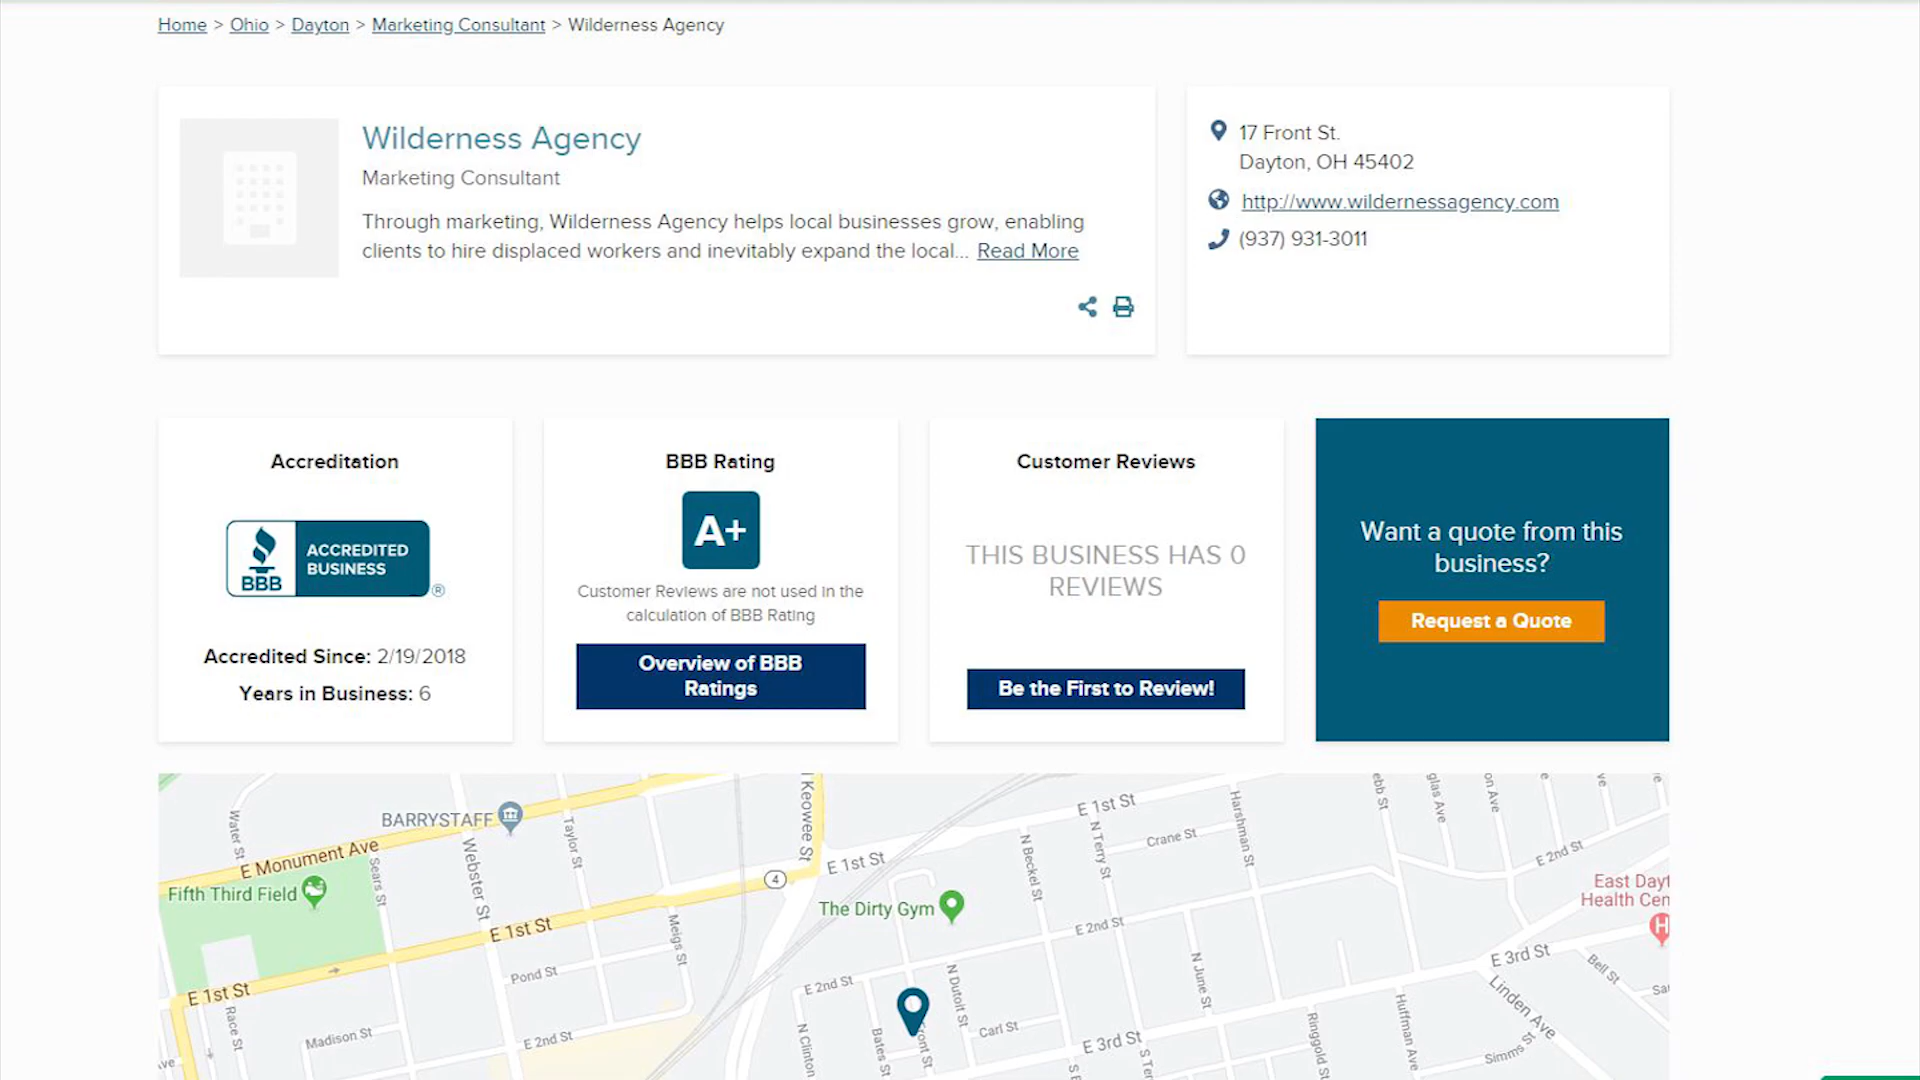 Home > Ohio > Dayton > Marketing Consultant > Wilderness Agency
Wilderness Agency
Marketing Consultant
Through marketing, Wilderness Agency helps local businesses grow, enabling
clients to hire displaced workers and inevitably expand the local... Read More
17 Front St.
Dayton, OH 45402
http://www.wildernessagency.com
(937) 931-3011
Accreditation
BBB
ACCREDITED
BUSINESS
®
Accredited Since: 2/19/2018
Years in Business: 6
BBB Rating
A+
Customer Reviews are not used in the
calculation of BBB Rating
Overview of BBB
Ratings
Customer Reviews
THIS BUSINESS HAS 0
REVIEWS
Be the First to Review!
Want a quote from this
business?
Request a Quote
Water St
BARRYSTAFF
E Monument Ave
Fifth Third Field
Sears St
Webster St
Taylor St
Keowee St
4
E 1st St
E 1st St
E 1st St
E 1st St
Race St
Madison St
Pond St
E 2nd St
Meigs St
The Dirty Gym
N Beckel St
N Terry St
Crane St
Harshman St
E 2nd St
E 2nd St
E 2nd St
N Dutoit St
N Clinton
Bates St
Carl St
E 3rd St
E 3rd St
N June St
Ringgold St
Huffman Ave
Linden Ave
Simms St
Bell St
East Dayt
Health Cen
H